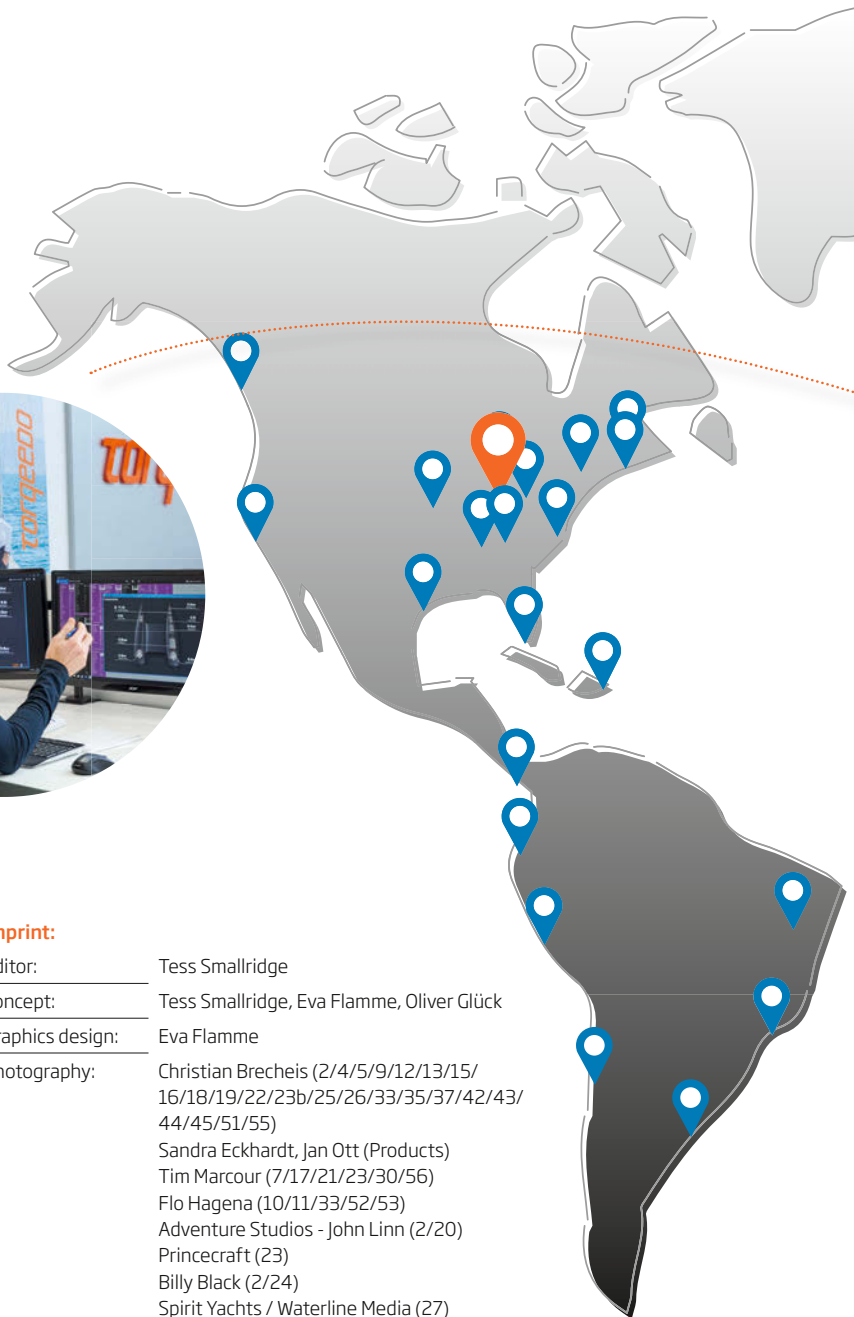 torqeedo
mprint:
ditor: Tess Smallridge
oncept: Tess Smallridge, Eva Flamme, Oliver Glück
raphics design: Eva Flamme
hotography: Christian Brecheis (2/4/5/9/12/13/15/
16/18/19/22/23b/25/26/33/35/37/42/43/
44/45/51/55)
Sandra Eckhardt, Jan Ott (Products)
Tim Marcour (7/17/21/23/30/56)
Flo Hagena (10/11/33/52/53)
Adventure Studios - John Linn (2/20)
Princecraft (23)
Billy Black (2/24)
Spirit Yachts / Waterline Media (27)